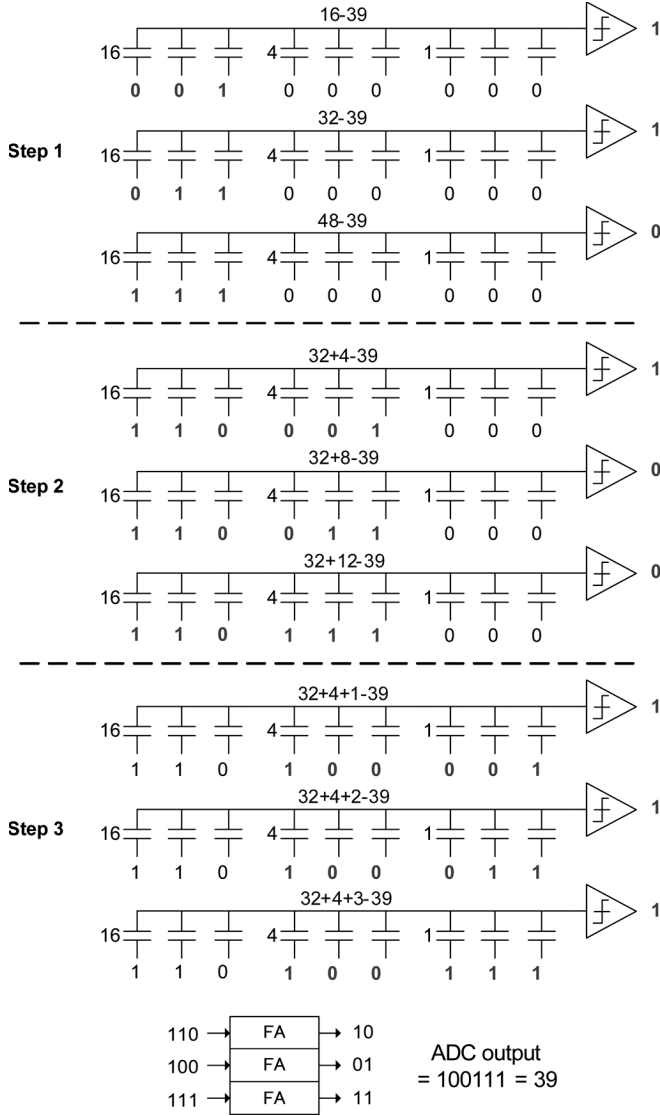 16-39
1
16 4 1
0 0 1 0 0 0 0 0 0
32-39
1
Step 1
16 4 1
0 1 1 0 0 0 0 0 0
48-39
0
16 4 1
1 1 1 0 0 0 0 0 0
32+4-39
1
16 4 1
1 1 0 0 0 1 0 0 0
32+8-39
0
Step 2
16 4 1
1 1 0 0 1 1 0 0 0
32+12-39
0
16 4 1
1 1 0 1 1 1 0 0 0
32+4+1-39
1
16 4 1
1 1 0 1 0 0 0 0 1
32+4+2-39
1
Step 3
16 4 1
1 1 0 1 0 0 0 1 1
32+4+3-39
1
16 4 1
1 1 0 1 0 0 1 1 1
110 FA 10
100 FA 01
111 FA 11
ADC output
= 100111 = 39